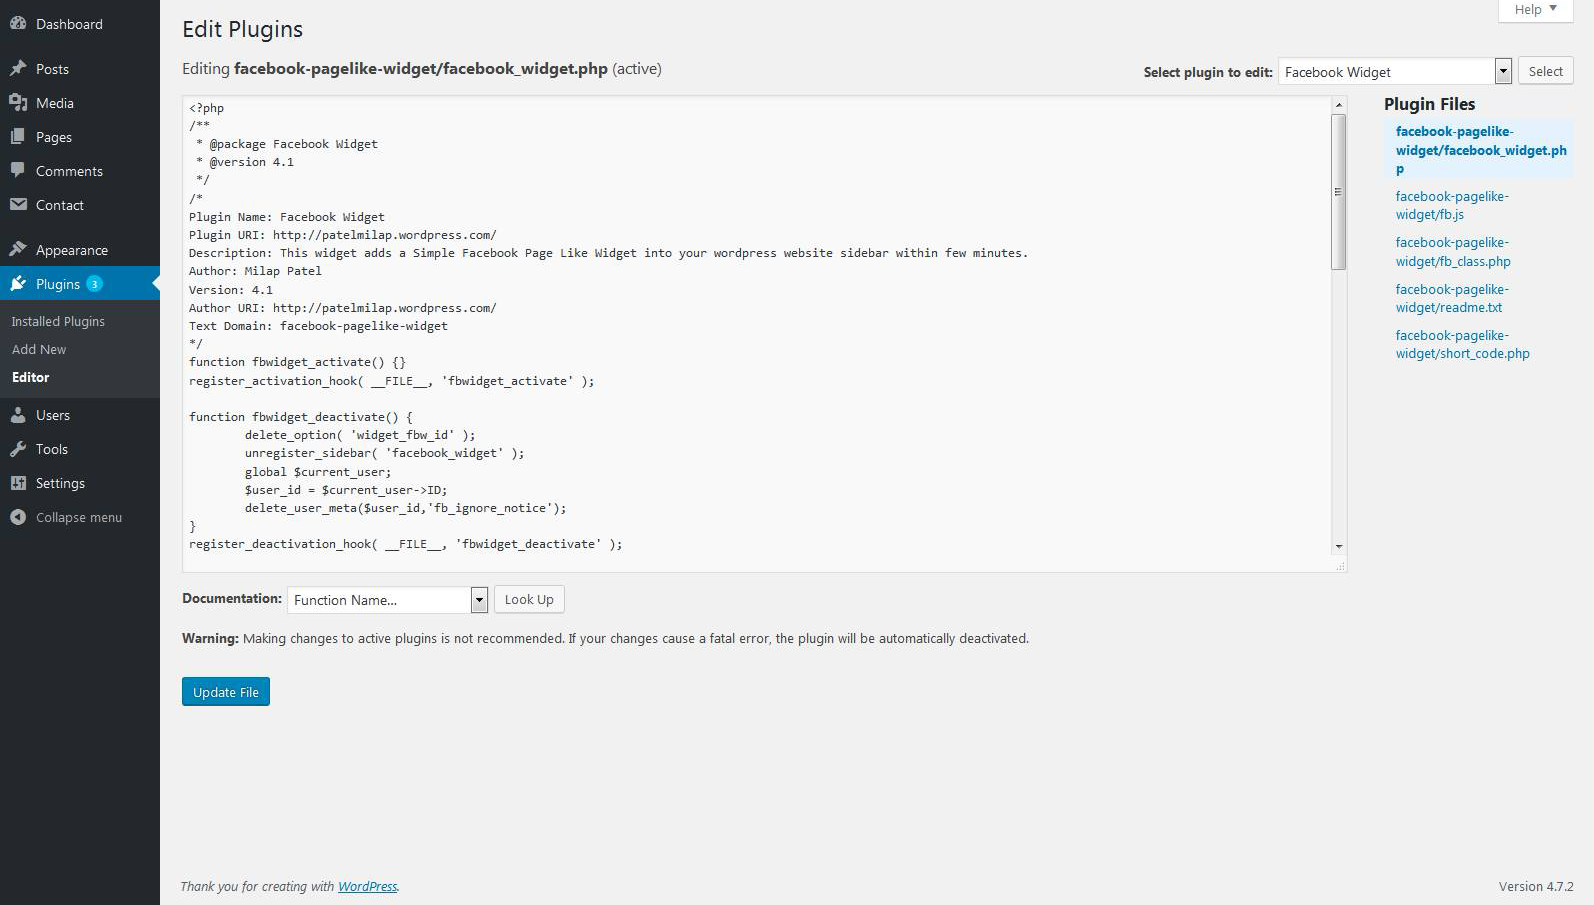 Dashboard
Posts
Media
Pages
Comments
Contact
Appearance
Plugins 3
Installed Plugins
Add New
Editor
Users
Tools
Settings
Collapse menu
Help
Edit Plugins
Editing facebook-pagelike-widget/facebook_widget.php (active)
Select plugin to edit: Facebook Widget Select
<?php
/**
 * @package Facebook Widget
 * @version 4.1
 */
/*
Plugin Name: Facebook Widget
Plugin URI: http://patelmilap.wordpress.com/
Description: This widget adds a Simple Facebook Page Like Widget into your wordpress website sidebar within few minutes.
Author: Milap Patel
Version: 4.1
Author URI: http://patelmilap.wordpress.com/
Text Domain: facebook-pagelike-widget
*/
function fbwidget_activate() {}
register_activation_hook( __FILE__, 'fbwidget_activate' );
function fbwidget_deactivate() {
        delete_option( 'widget_fbw_id' );
        unregister_sidebar( 'facebook_widget' );
        global $current_user;
        $user_id = $current_user->ID;
        delete_user_meta($user_id,'fb_ignore_notice');
}
register_deactivation_hook( __FILE__, 'fbwidget_deactivate' );
Plugin Files
facebook-pagelike-
widget/facebook_widget.ph
p
facebook-pagelike-
widget/fb.js
facebook-pagelike-
widget/fb_class.php
facebook-pagelike-
widget/readme.txt
facebook-pagelike-
widget/short_code.php
Documentation: Function Name... Look Up
Warning: Making changes to active plugins is not recommended. If your changes cause a fatal error, the plugin will be automatically deactivated.
Update File
Thank you for creating with WordPress.
Version 4.7.2